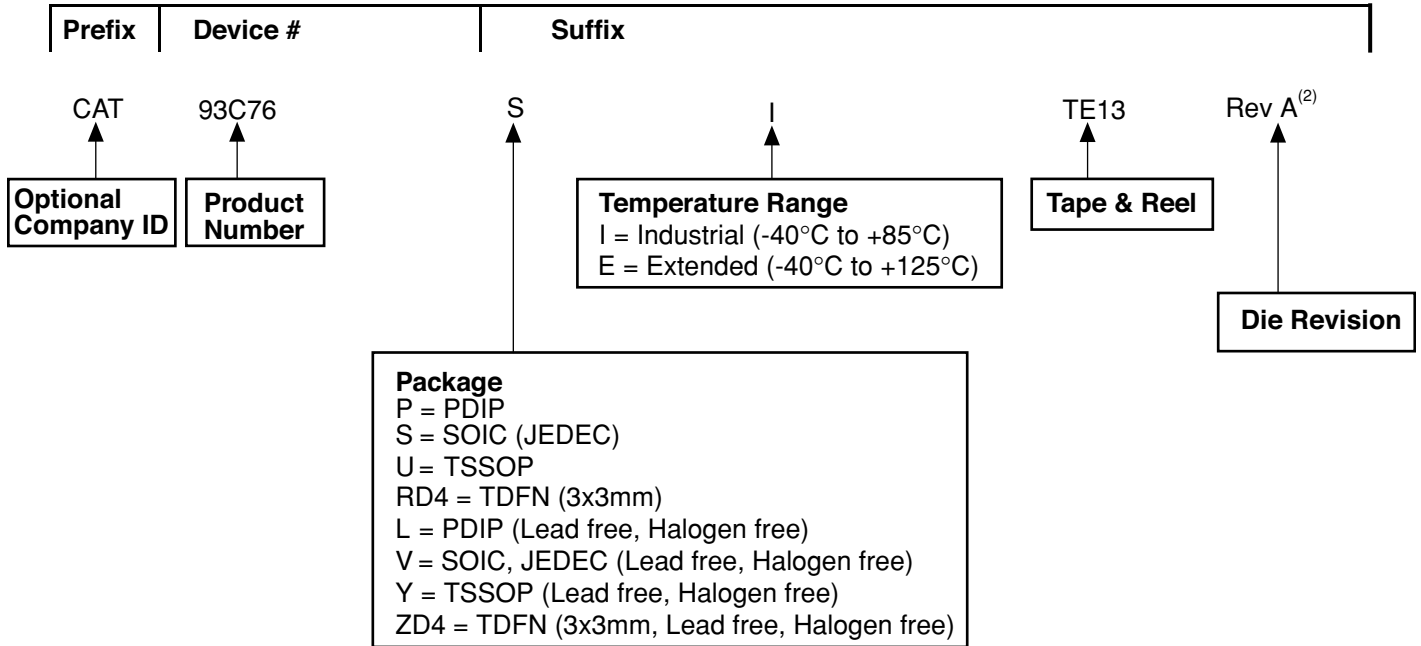 Prefix Device # Suffix
CAT 93C76 S I TE13 Rev A(2)
Optional
Company ID
Product
Number
Temperature Range
I = Industrial (-40°C to +85°C)
E = Extended (-40°C to +125°C)
Tape & Reel
Die Revision
Package
P = PDIP
S = SOIC (JEDEC)
U = TSSOP
RD4 = TDFN (3x3mm)
L = PDIP (Lead free, Halogen free)
V = SOIC, JEDEC (Lead free, Halogen free)
Y = TSSOP (Lead free, Halogen free)
ZD4 = TDFN (3x3mm, Lead free, Halogen free)